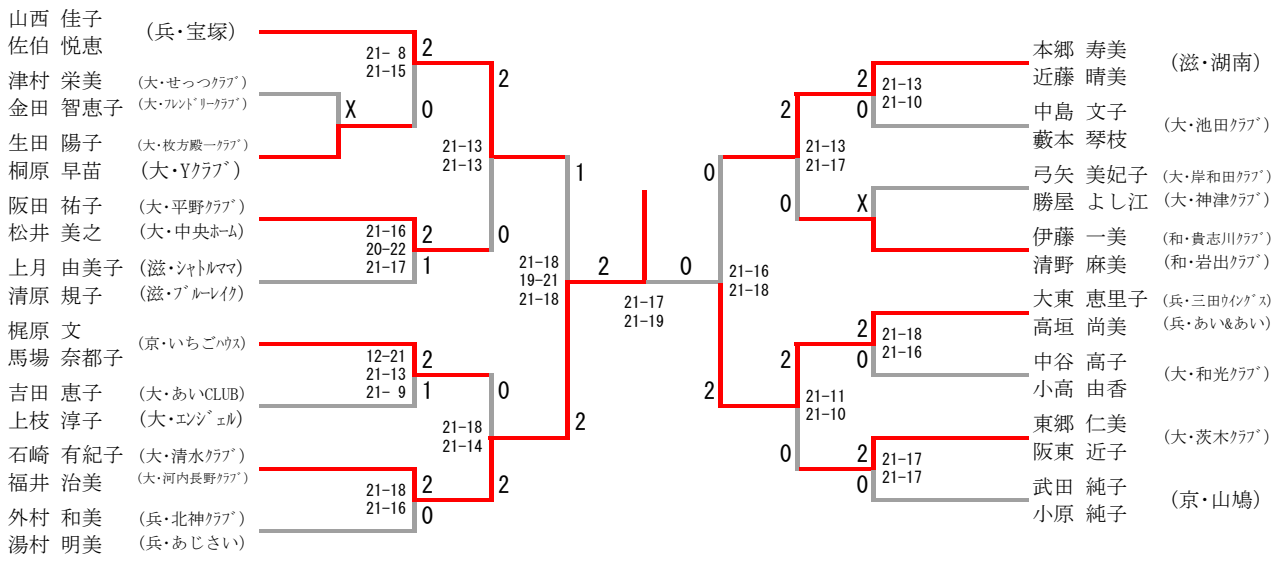 山西 佳子
佐伯 悦恵
(兵・宝塚)
津村 栄美 (大・せっつｸﾗﾌﾞ)
金田 智恵子 (大・ﾌﾚﾝﾄﾞﾘｰｸﾗﾌﾞ)
生田 陽子 (大・枚方殿一ｸﾗﾌﾞ)
桐原 早苗 (大・Yｸﾗﾌﾞ)
阪田 祐子 (大・平野ｸﾗﾌﾞ)
松井 美之 (大・中央ﾎｰﾑ)
上月 由美子 (滋・ｼｬﾄﾙママ)
清原 規子 (滋・ﾌﾞﾙｰﾚｲｸ)
梶原 文
馬場 奈都子
(京・いちごﾊｳｽ)
吉田 恵子 (大・あいCLUB)
上枝 淳子 (大・ｴﾝｼﾞｪﾙ)
石崎 有紀子 (大・清水ｸﾗﾌﾞ)
福井 治美 (大・河内長野ｸﾗﾌﾞ)
外村 和美 (兵・北神ｸﾗﾌﾞ)
湯村 明美 (兵・あじさい)
21- 8
21-15
2
0
X
21-16
20-22
21-17
2
1
12-21
21-13
21- 9
2
1
21-18
21-16
2
0
21-13
21-13
2
0
21-18
21-14
0
2
21-18
19-21
21-18
1
2
2
0
21-17
21-19
21-16
21-18
0
2
21-13
21-17
2
0
21-11
21-10
2
0
21-13
21-10
2
0
X
21-18
21-16
2
0
21-17
21-17
2
0
本郷 寿美
近藤 晴美
(滋・湖南)
中島 文子
藪本 琴枝
(大・池田ｸﾗﾌﾞ)
弓矢 美妃子 (大・岸和田ｸﾗﾌﾞ)
勝屋 よし江 (大・神津ｸﾗﾌﾞ)
伊藤 一美 (和・貴志川ｸﾗﾌﾞ)
清野 麻美 (和・岩出ｸﾗﾌﾞ)
大東 恵里子 (兵・三田ｳｲﾝｸﾞｽ)
高垣 尚美 (兵・あい&あい)
中谷 高子
小高 由香
(大・和光ｸﾗﾌﾞ)
東郷 仁美
阪東 近子
(大・茨木ｸﾗﾌﾞ)
武田 純子
小原 純子
(京・山鳩)